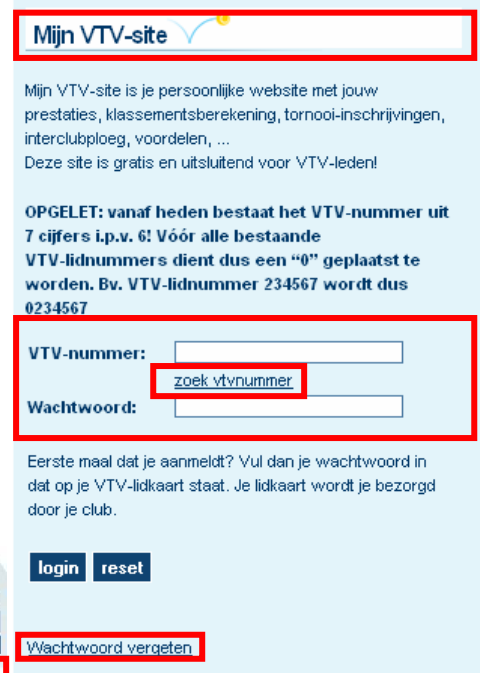 Mijn VTV-site
Mijn VTV-site is je persoonlijke website met jouw
prestaties, klassementsberekening, tornooi-inschrijvingen,
interclubploeg, voordelen, ...
Deze site is gratis en uitsluitend voor VTV-leden!
OPGELET: vanaf heden bestaat het VTV-nummer uit
7 cijfers i.p.v. 6! Vóór alle bestaande
VTV-lidnummers dient dus een “0” geplaatst te
worden. Bv. VTV-lidnummer 234567 wordt dus
0234567
VTV-nummer:
zoek vtvnummer
Wachtwoord:
Eerste maal dat je aanmeldt? Vul dan je wachtwoord in
dat op je VTV-lidkaart staat. Je lidkaart wordt je bezorgd
door je club.
login reset
Wachtwoord vergeten